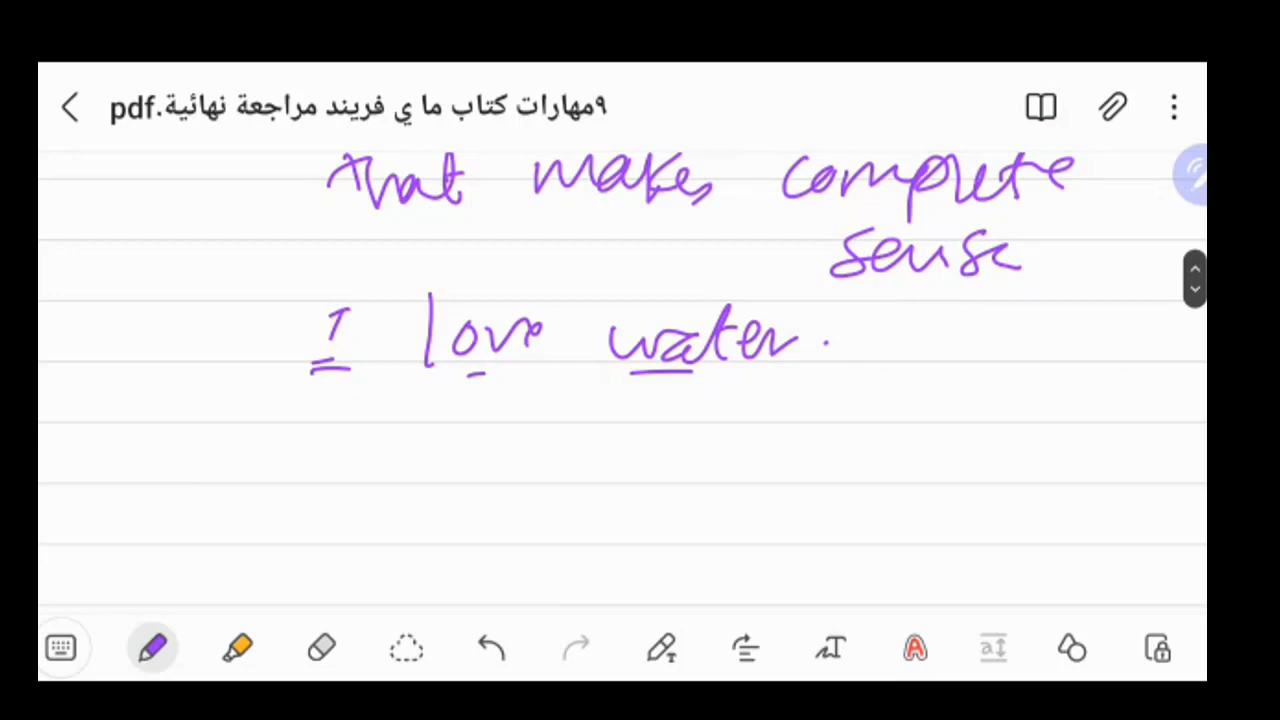 ٩مهارات كتاب ما ي فريند مراجعة نهائية.pdf
that makes complete
sense
I love water.